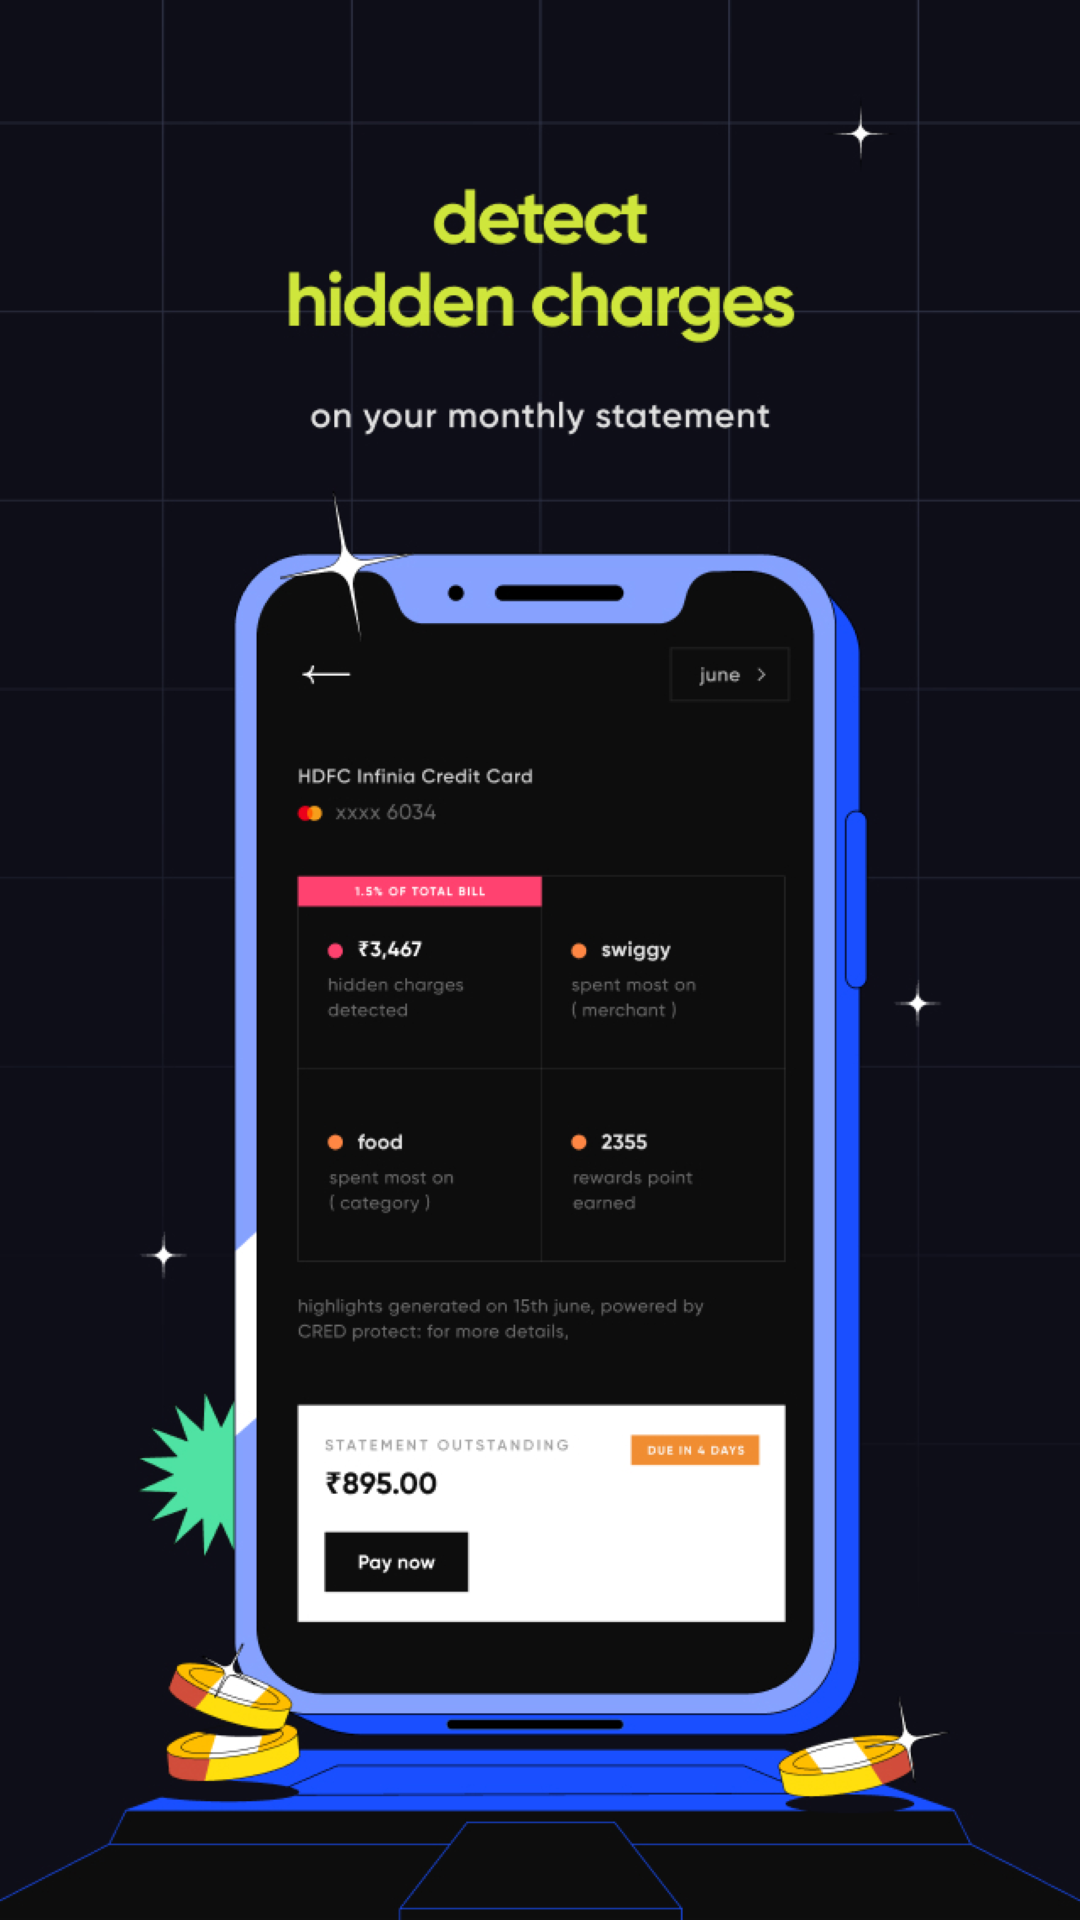 detect
hidden charges
on your monthly statement
june
HDFC Infinia Credit Card
xxxx 6034
1.5% OF TOTAL BILL
₹3,467
hidden charges
detected
swiggy
spent most on
( merchant )
food
spent most on
( category )
2355
rewards point
earned
highlights generated on 15th june, powered by
CRED protect: for more details,
STATEMENT OUTSTANDING
DUE IN 4 DAYS
₹895.00
Pay now